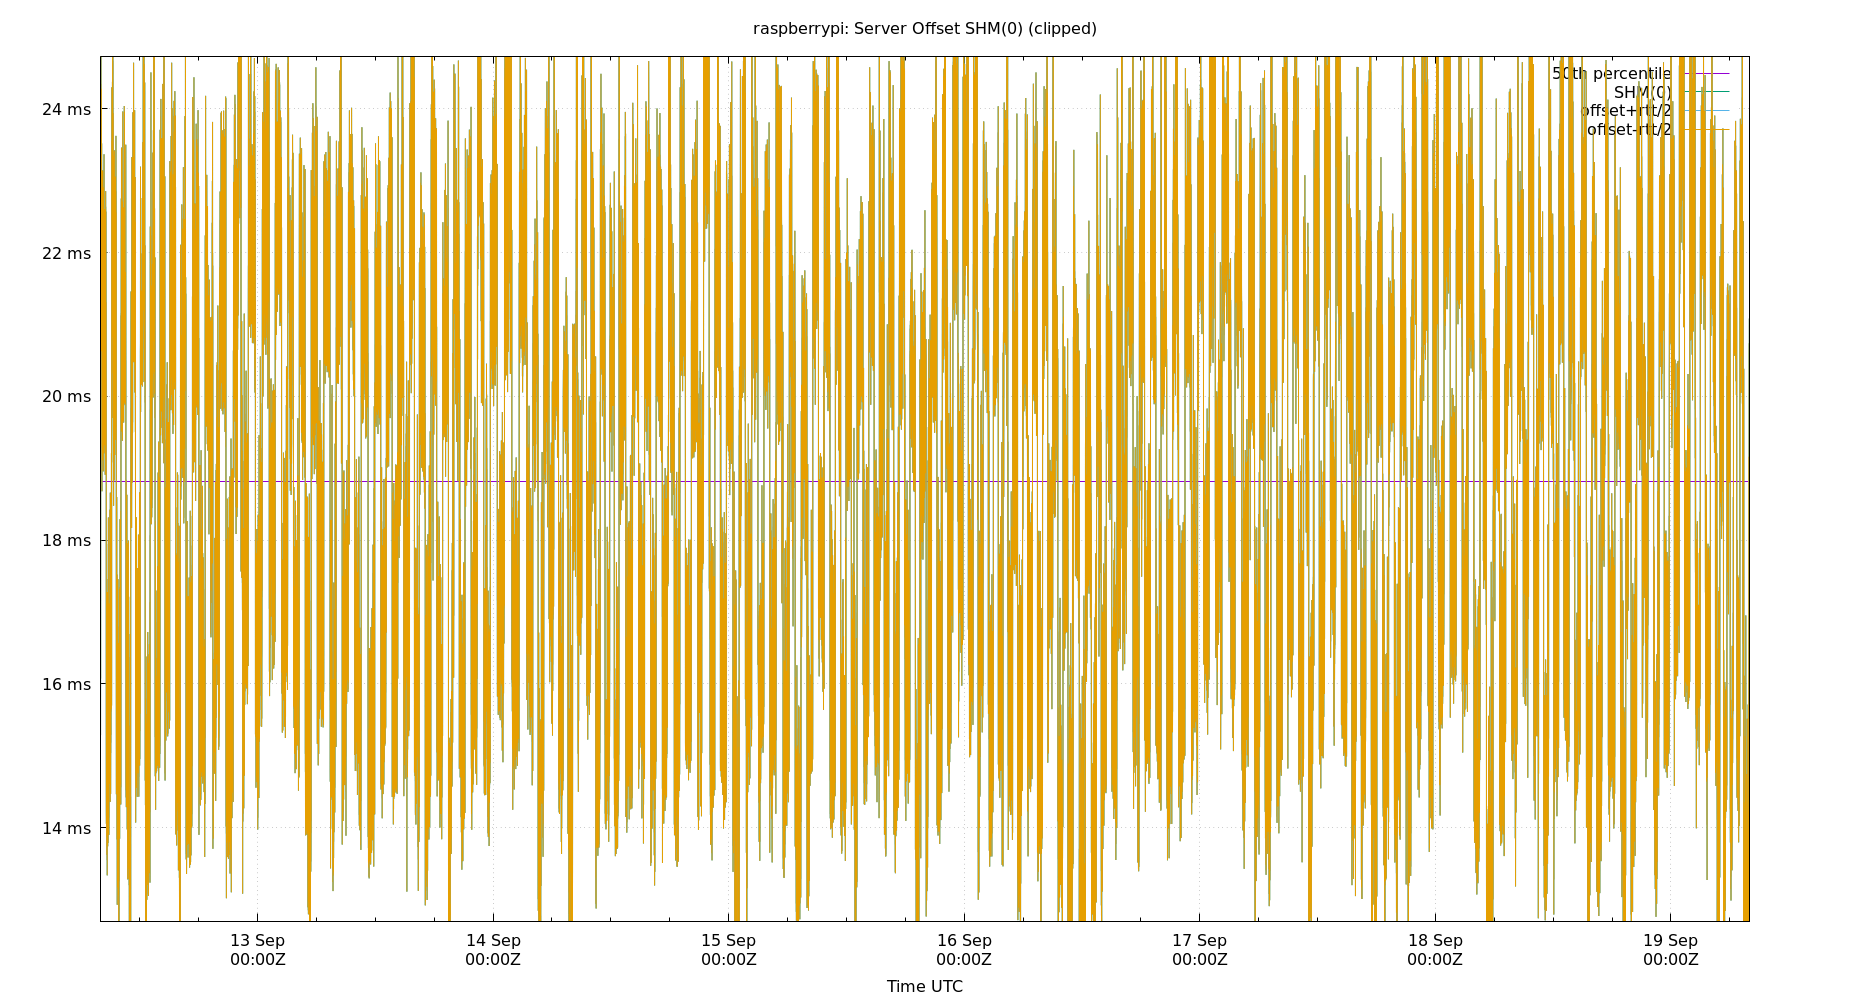 raspberrypi: Server Offset SHM(0) (clipped)
50th percentile
SHM(0)
offset+rtt/2
offset-rtt/2
24 ms
22 ms
20 ms
18 ms
16 ms
14 ms
13 Sep 14 Sep 15 Sep 16 Sep 17 Sep 18 Sep 19 Sep
00:00Z 00:00Z 00:00Z 00:00Z 00:00Z 00:00Z 00:00Z
Time UTC